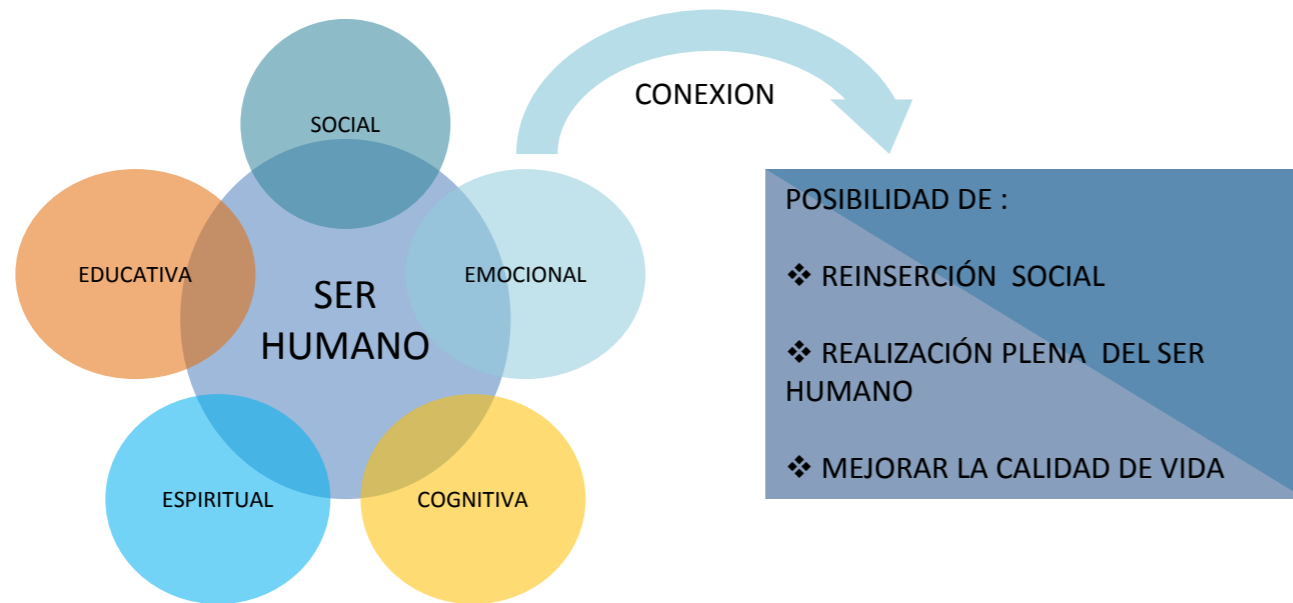 SOCIAL
CONEXION
EDUCATIVA
EMOCIONAL
SER
HUMANO
ESPIRITUAL
COGNITIVA
POSIBILIDAD DE :
❖ REINSERCIÓN SOCIAL
❖ REALIZACIÓN PLENA DEL SER
HUMANO
❖ MEJORAR LA CALIDAD DE VIDA